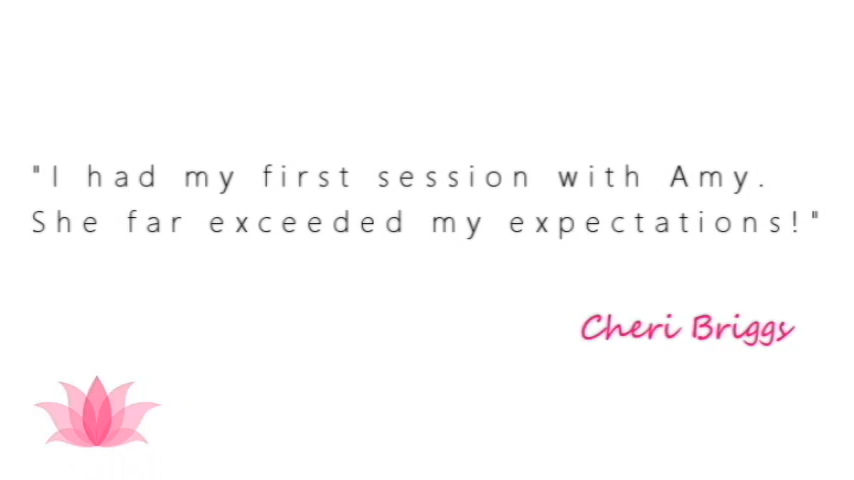 "I had my first session with Amy.
She far exceeded my expectations!"
Cheri Briggs